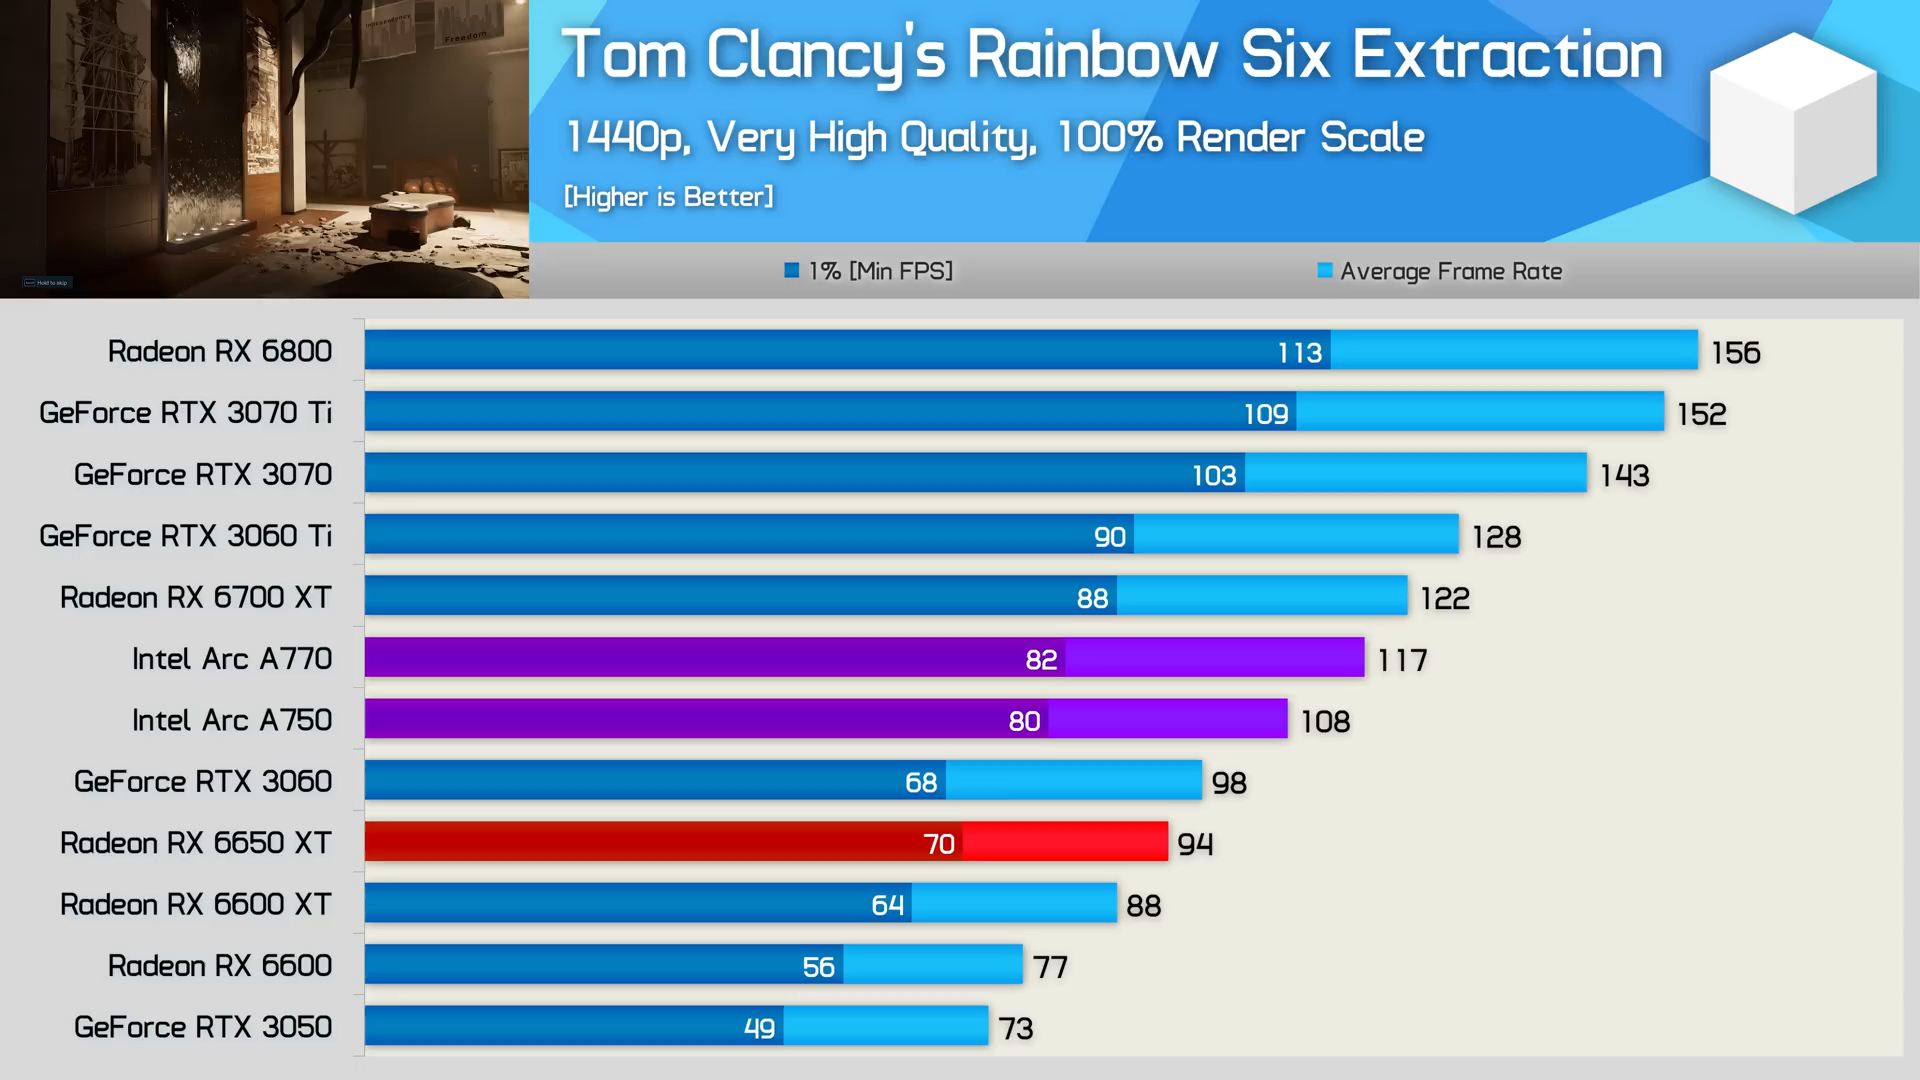 Independency
Freedom
Hold to skip
Tom Clancy's Rainbow Six Extraction
1440p, Very High Quality, 100% Render Scale
[Higher is Better]
1% [Min FPS]
Average Frame Rate
Radeon RX 6800 113 156
GeForce RTX 3070 Ti 109 152
GeForce RTX 3070 103 143
GeForce RTX 3060 Ti 90 128
Radeon RX 6700 XT 88 122
Intel Arc A770 82 117
Intel Arc A750 80 108
GeForce RTX 3060 68 98
Radeon RX 6650 XT 70 94
Radeon RX 6600 XT 64 88
Radeon RX 6600 56 77
GeForce RTX 3050 49 73